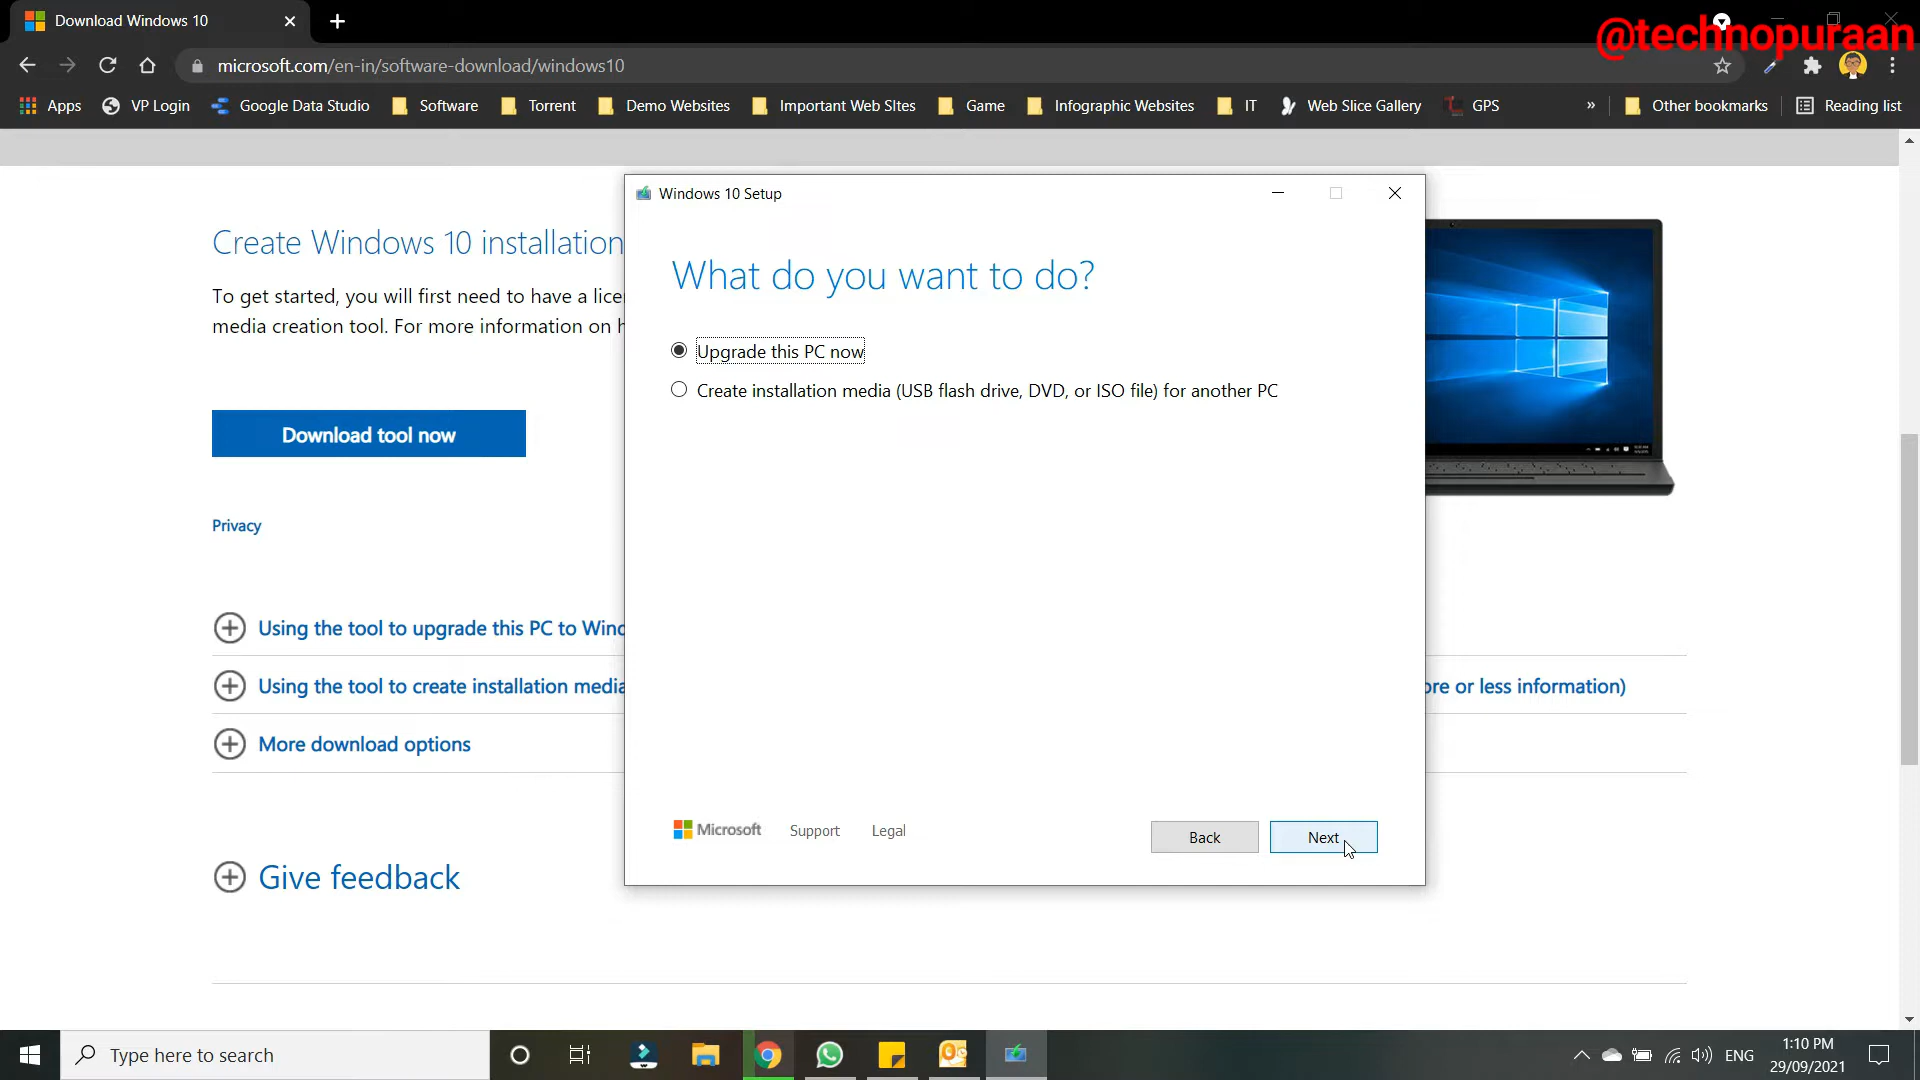 Download Windows 10
@technopuraan
microsoft.com/en-in/software-download/windows10
Apps VP Login Google Data Studio Software Torrent Demo Websites Important Web SItes Game Infographic Websites IT Web Slice Gallery GPS » Other bookmarks Reading list
Create Windows 10 installation
To get started, you will first need to have a lice
media creation tool. For more information on h
Download tool now
Privacy
Using the tool to upgrade this PC to Wind
Using the tool to create installation media
ore or less information)
More download options
Give feedback
Windows 10 Setup
What do you want to do?
Upgrade this PC now
Create installation media (USB flash drive, DVD, or ISO file) for another PC
Microsoft Support Legal
Back Next
Type here to search
ENG
1:10 PM
29/09/2021